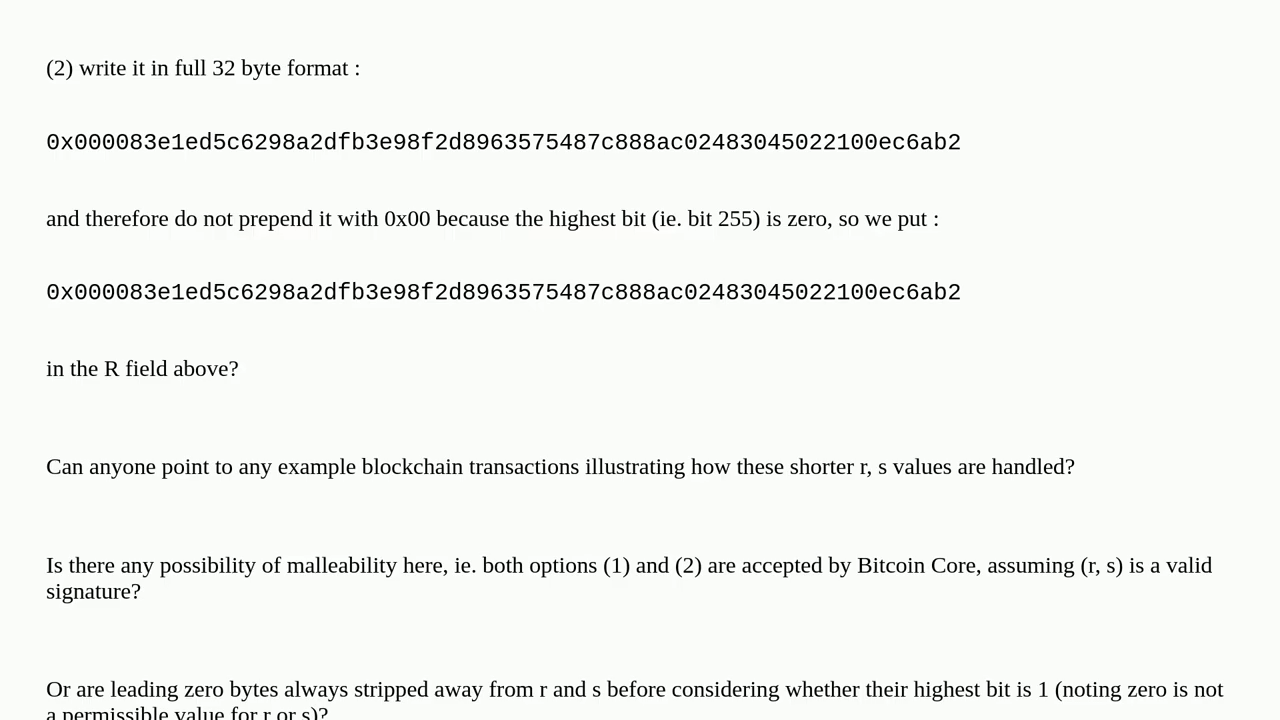 (2) write it in full 32 byte format :
0x000083e1ed5c6298a2dfb3e98f2d8963575487c888ac02483045022100ec6ab2
and therefore do not prepend it with 0x00 because the highest bit (ie. bit 255) is zero, so we put :
0x000083e1ed5c6298a2dfb3e98f2d8963575487c888ac02483045022100ec6ab2
in the R field above?
Can anyone point to any example blockchain transactions illustrating how these shorter r, s values are handled?
Is there any possibility of malleability here, ie. both options (1) and (2) are accepted by Bitcoin Core, assuming (r, s) is a valid
signature?
Or are leading zero bytes always stripped away from r and s before considering whether their highest bit is 1 (noting zero is not
a permissible value for r or s)?